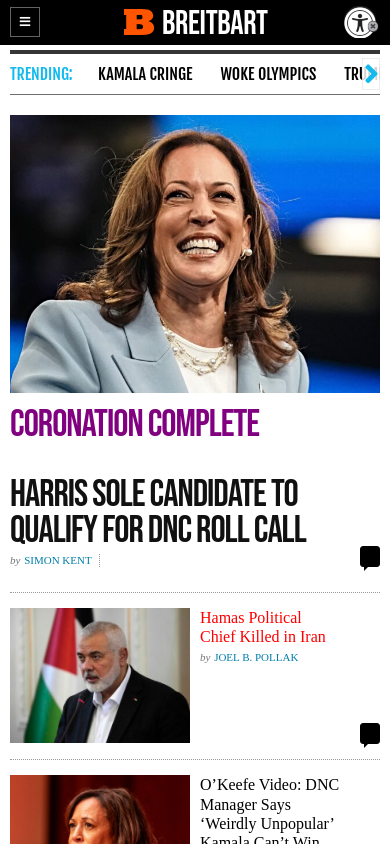 BREITBART
TRENDING: KAMALA CRINGE WOKE OLYMPICS
CORONATION COMPLETE
HARRIS SOLE CANDIDATE TO
QUALIFY FOR DNC ROLL CALL
by SIMON KENT
Hamas Political
Chief Killed in Iran
by JOEL B. POLLAK
O’Keefe Video: DNC
Manager Says
‘Weirdly Unpopular’
Kamala Can’t Win